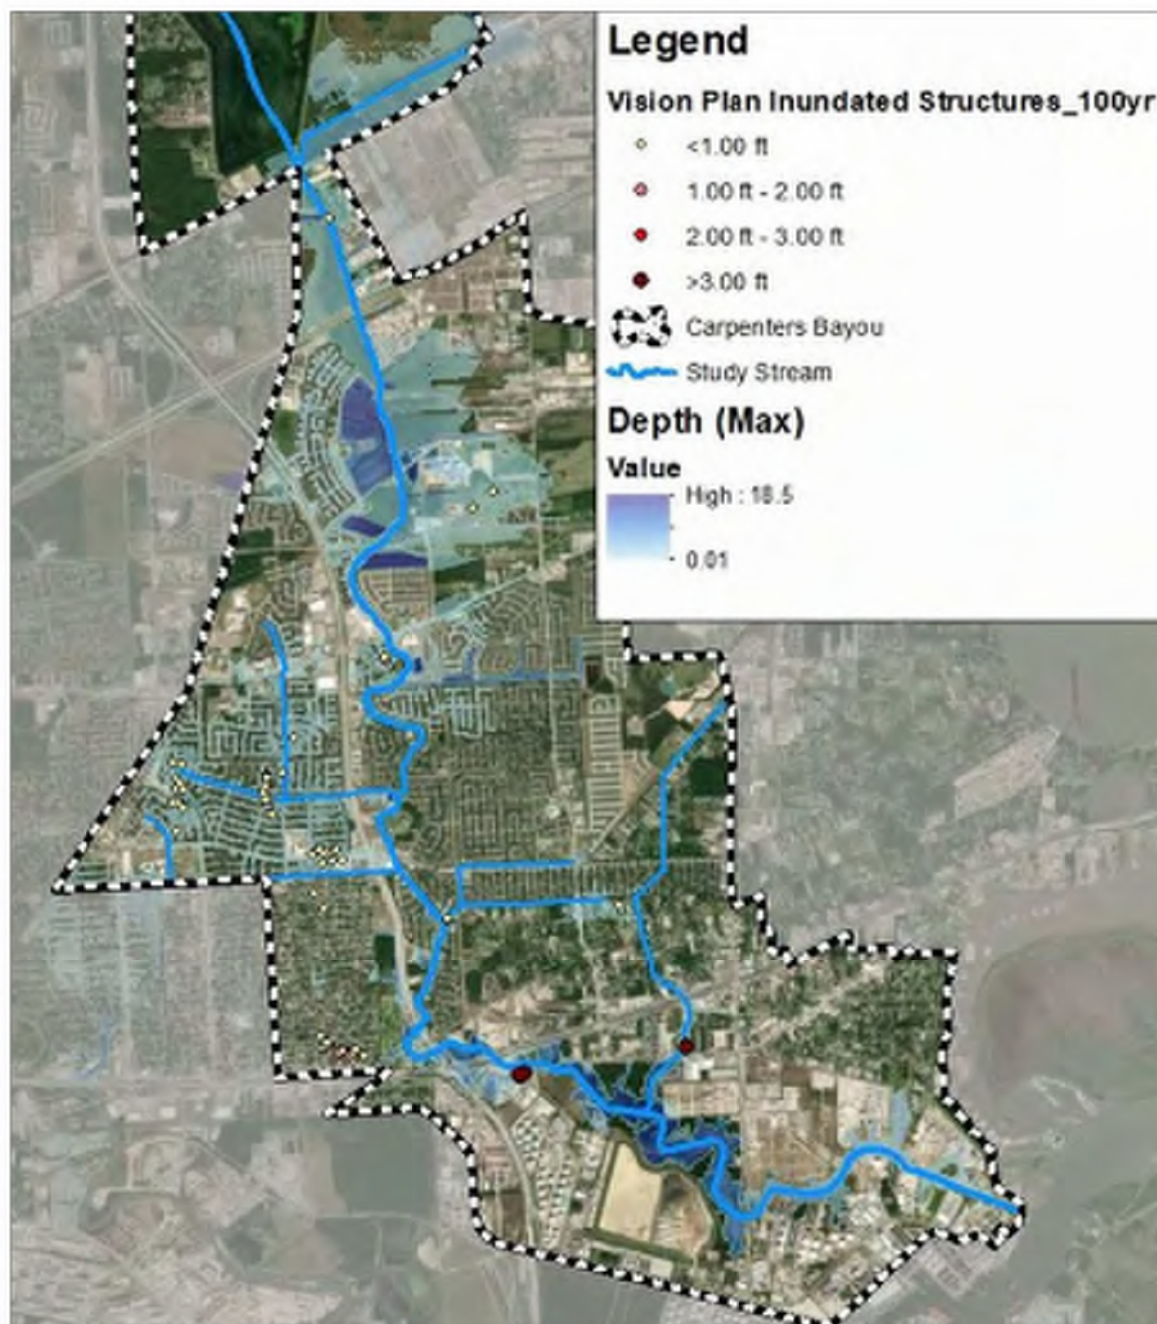 Legend
Vision Plan Inundated Structures_100yr
<1.00 ft
1.00 ft - 2.00 ft
2.00 ft - 3.00 ft
>3.00 ft
Carpenters Bayou
Study Stream
Depth (Max)
Value
High : 18.5
0.01